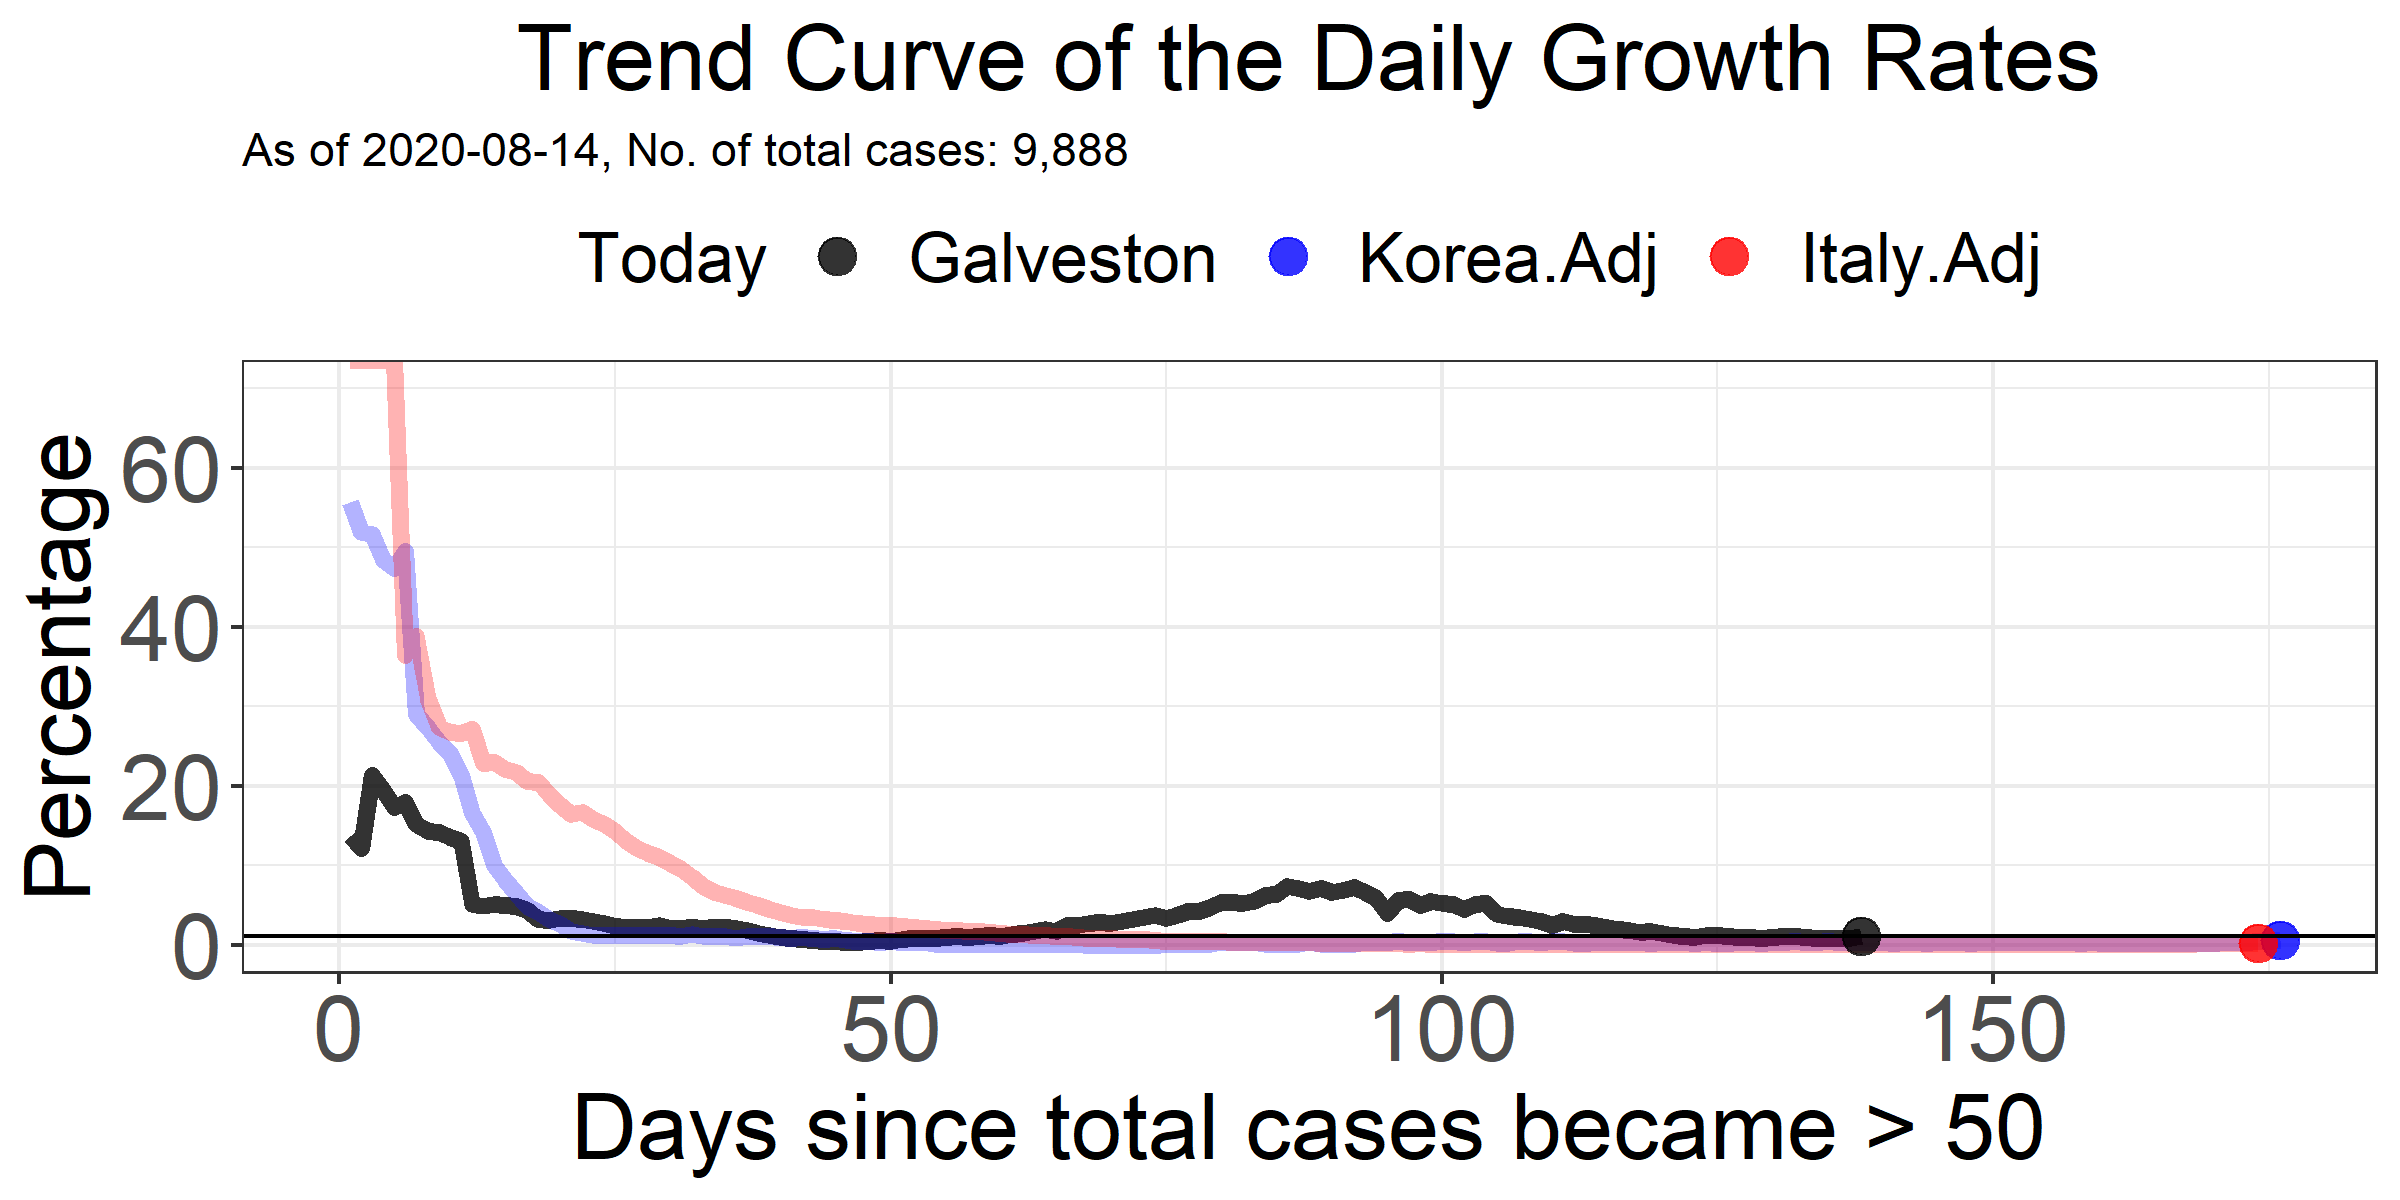 Trend Curve of the Daily Growth Rates
As of 2020-08-14, No. of total cases: 9,888
Today Galveston Korea.Adj Italy.Adj
Percentage
60
40
20
0
0 50 100 150
Days since total cases became > 50